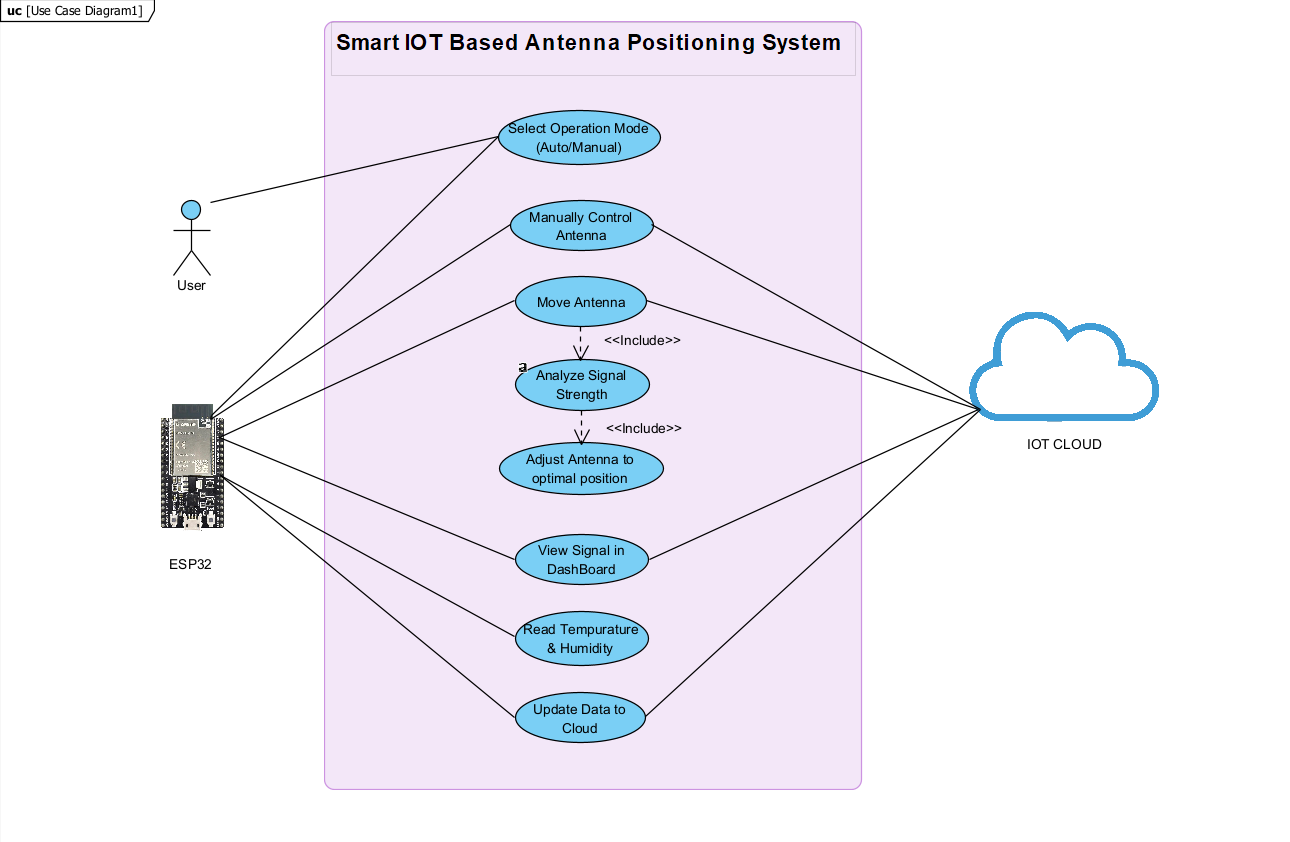 uc [Use Case Diagram1]
Smart IOT Based Antenna Positioning System
Select Operation Mode
(Auto/Manual)
Manually Control
Antenna
User
Move Antenna
<<Include>>
a
Analyze Signal
Strength
<<Include>>
IOT CLOUD
Adjust Antenna to
optimal position
View Signal in
DashBoard
ESP32
Read Tempurature
& Humidity
Update Data to
Cloud